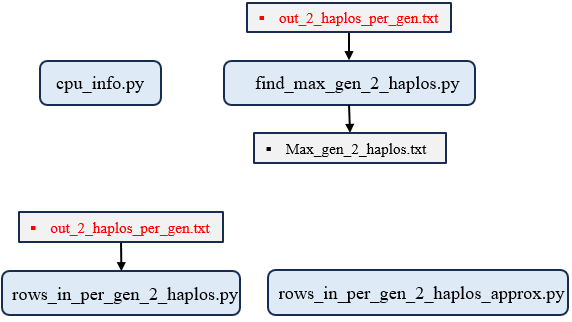 ▪ out_2_haplos_per_gen.txt
cpu_info.py
find_max_gen_2_haplos.py
▪ Max_gen_2_haplos.txt
▪ out_2_haplos_per_gen.txt
rows_in_per_gen_2_haplos.py
rows_in_per_gen_2_haplos_approx.py